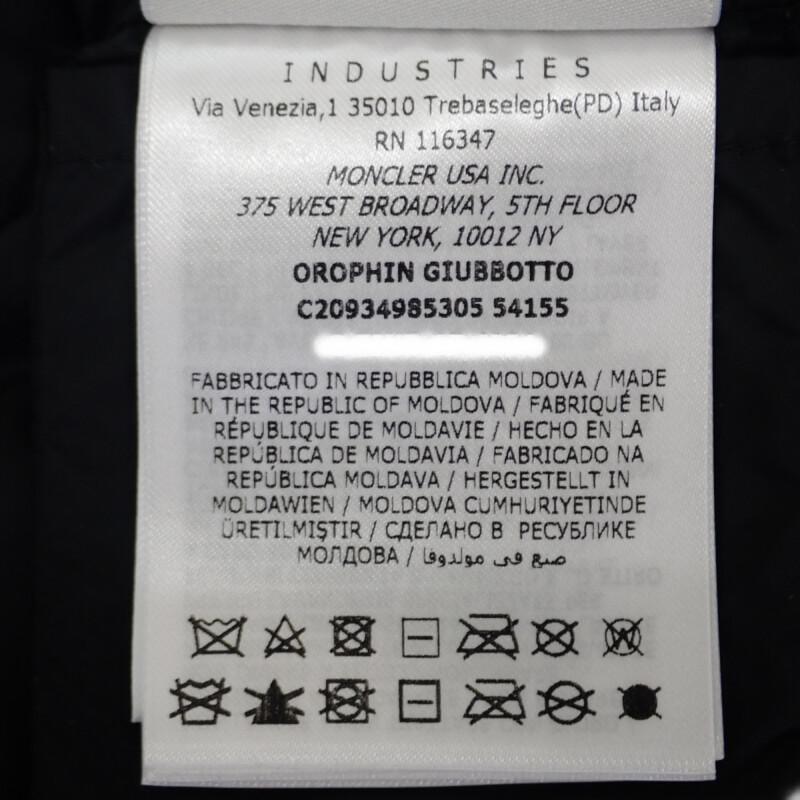 INDUSTRIES
Via Venezia,1 35010 Trebaseleghe(PD) Italy
RN 116347
MONCLER USA INC.
375 WEST BROADWAY, 5TH FLOOR
NEW YORK, 10012 NY
OROPHIN GIUBBOTTO
C20934985305 54155
FABBRICATO IN REPUBBLICA MOLDOVA / MADE
IN THE REPUBLIC OF MOLDOVA / FABRIQUÉ EN
RÉPUBLIQUE DE MOLDAVIE / HECHO EN LA
REPÚBLICA DE MOLDAVIA / FABRICADO NA
REPÚBLICA MOLDAVA / HERGESTELLT IN
MOLDAWIEN / MOLDOVA CUMHURIYETINDE
ÜRETILMIŞTIR / СДЕЛАНО В РЕСУБЛИКЕ
МОЛДОВА / صنع في مولدوفا